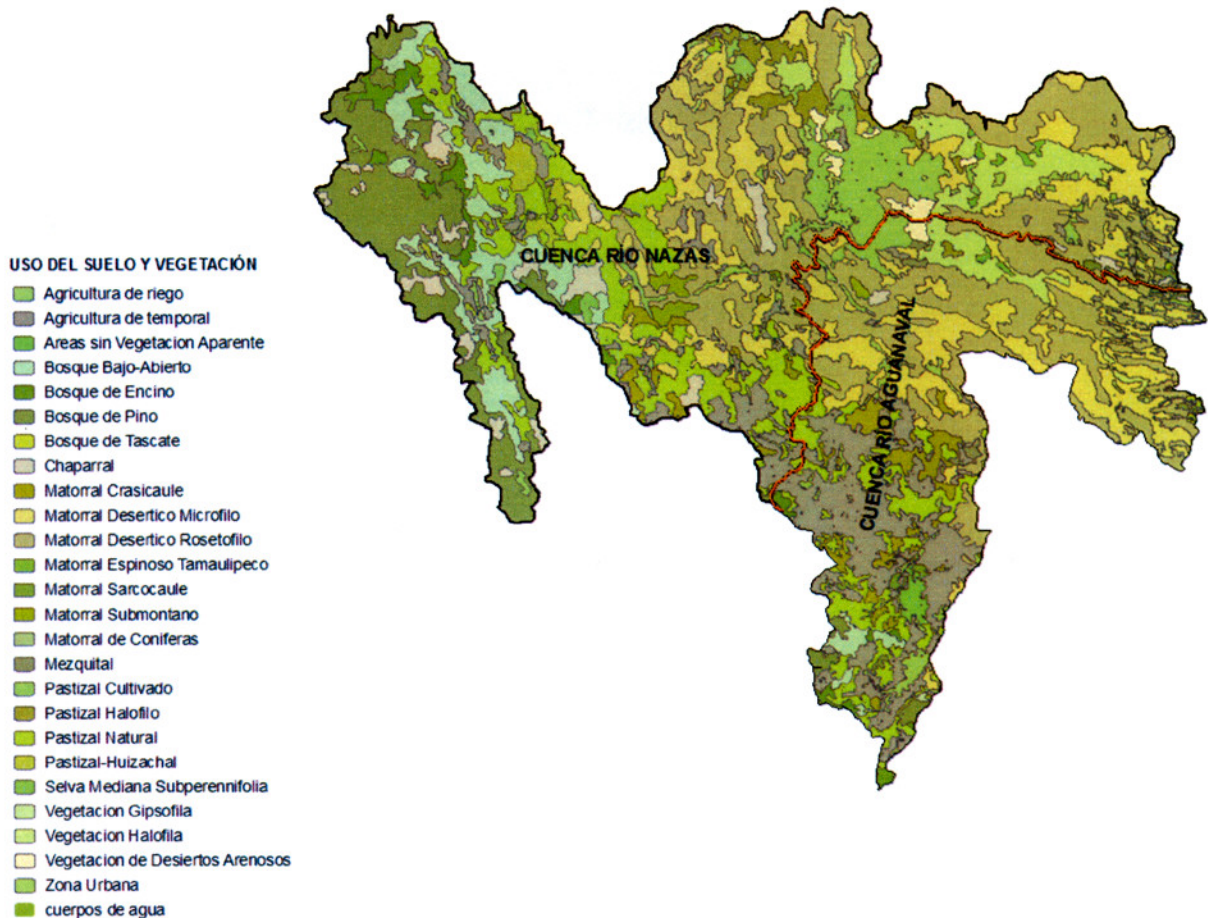 USO DEL SUELO Y VEGETACIÓN
Agricultura de riego
Agricultura de temporal
Areas sin Vegetacion Aparente
Bosque Bajo-Abierto
Bosque de Encino
Bosque de Pino
Bosque de Tascate
Chaparral
Matorral Crasicaule
Matorral Desertico Microfilo
Matorral Desertico Rosetofilo
Matorral Espinoso Tamaulipeco
Matorral Sarcocaule
Matorral Submontano
Matorral de Coniferas
Mezquital
Pastizal Cultivado
Pastizal Halofilo
Pastizal Natural
Pastizal-Huizachal
Selva Mediana Subperennifolia
Vegetacion Gipsofila
Vegetacion Halofila
Vegetacion de Desiertos Arenosos
Zona Urbana
cuerpos de agua
CUENCA RIO NAZAS
CUENCA RIO AGUANAVAL